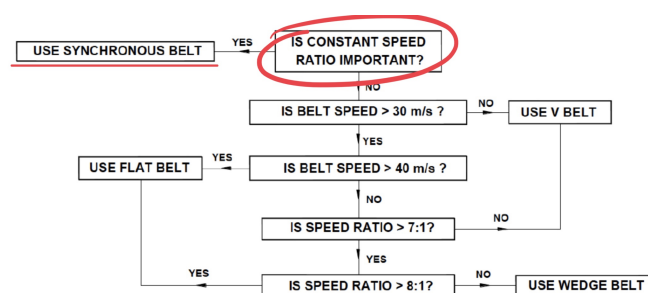 IS CONSTANT SPEED
RATIO IMPORTANT?
YES
USE SYNCHRONOUS BELT
NO
IS BELT SPEED > 30 m/s ?
NO
USE V BELT
YES
IS BELT SPEED > 40 m/s ?
YES
USE FLAT BELT
NO
IS SPEED RATIO > 7:1?
NO
YES
IS SPEED RATIO > 8:1?
YES
NO
USE WEDGE BELT